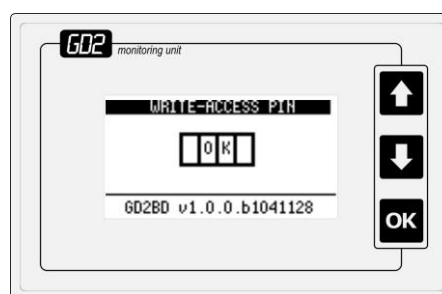 GD2 monitoring unit
WRITE-ACCESS PIN
OK
GD2BD v1.0.0.b1041128
OK